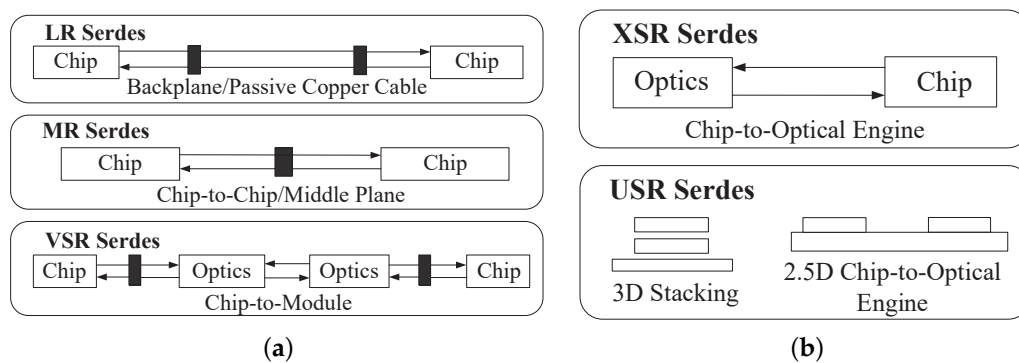 LR Serdes
Chip Chip
Backplane/Passive Copper Cable
MR Serdes
Chip Chip
Chip-to-Chip/Middle Plane
VSR Serdes
Chip Optics Optics Chip
Chip-to-Module
(a)
XSR Serdes
Optics Chip
Chip-to-Optical Engine
USR Serdes
3D Stacking
2.5D Chip-to-Optical
Engine
(b)